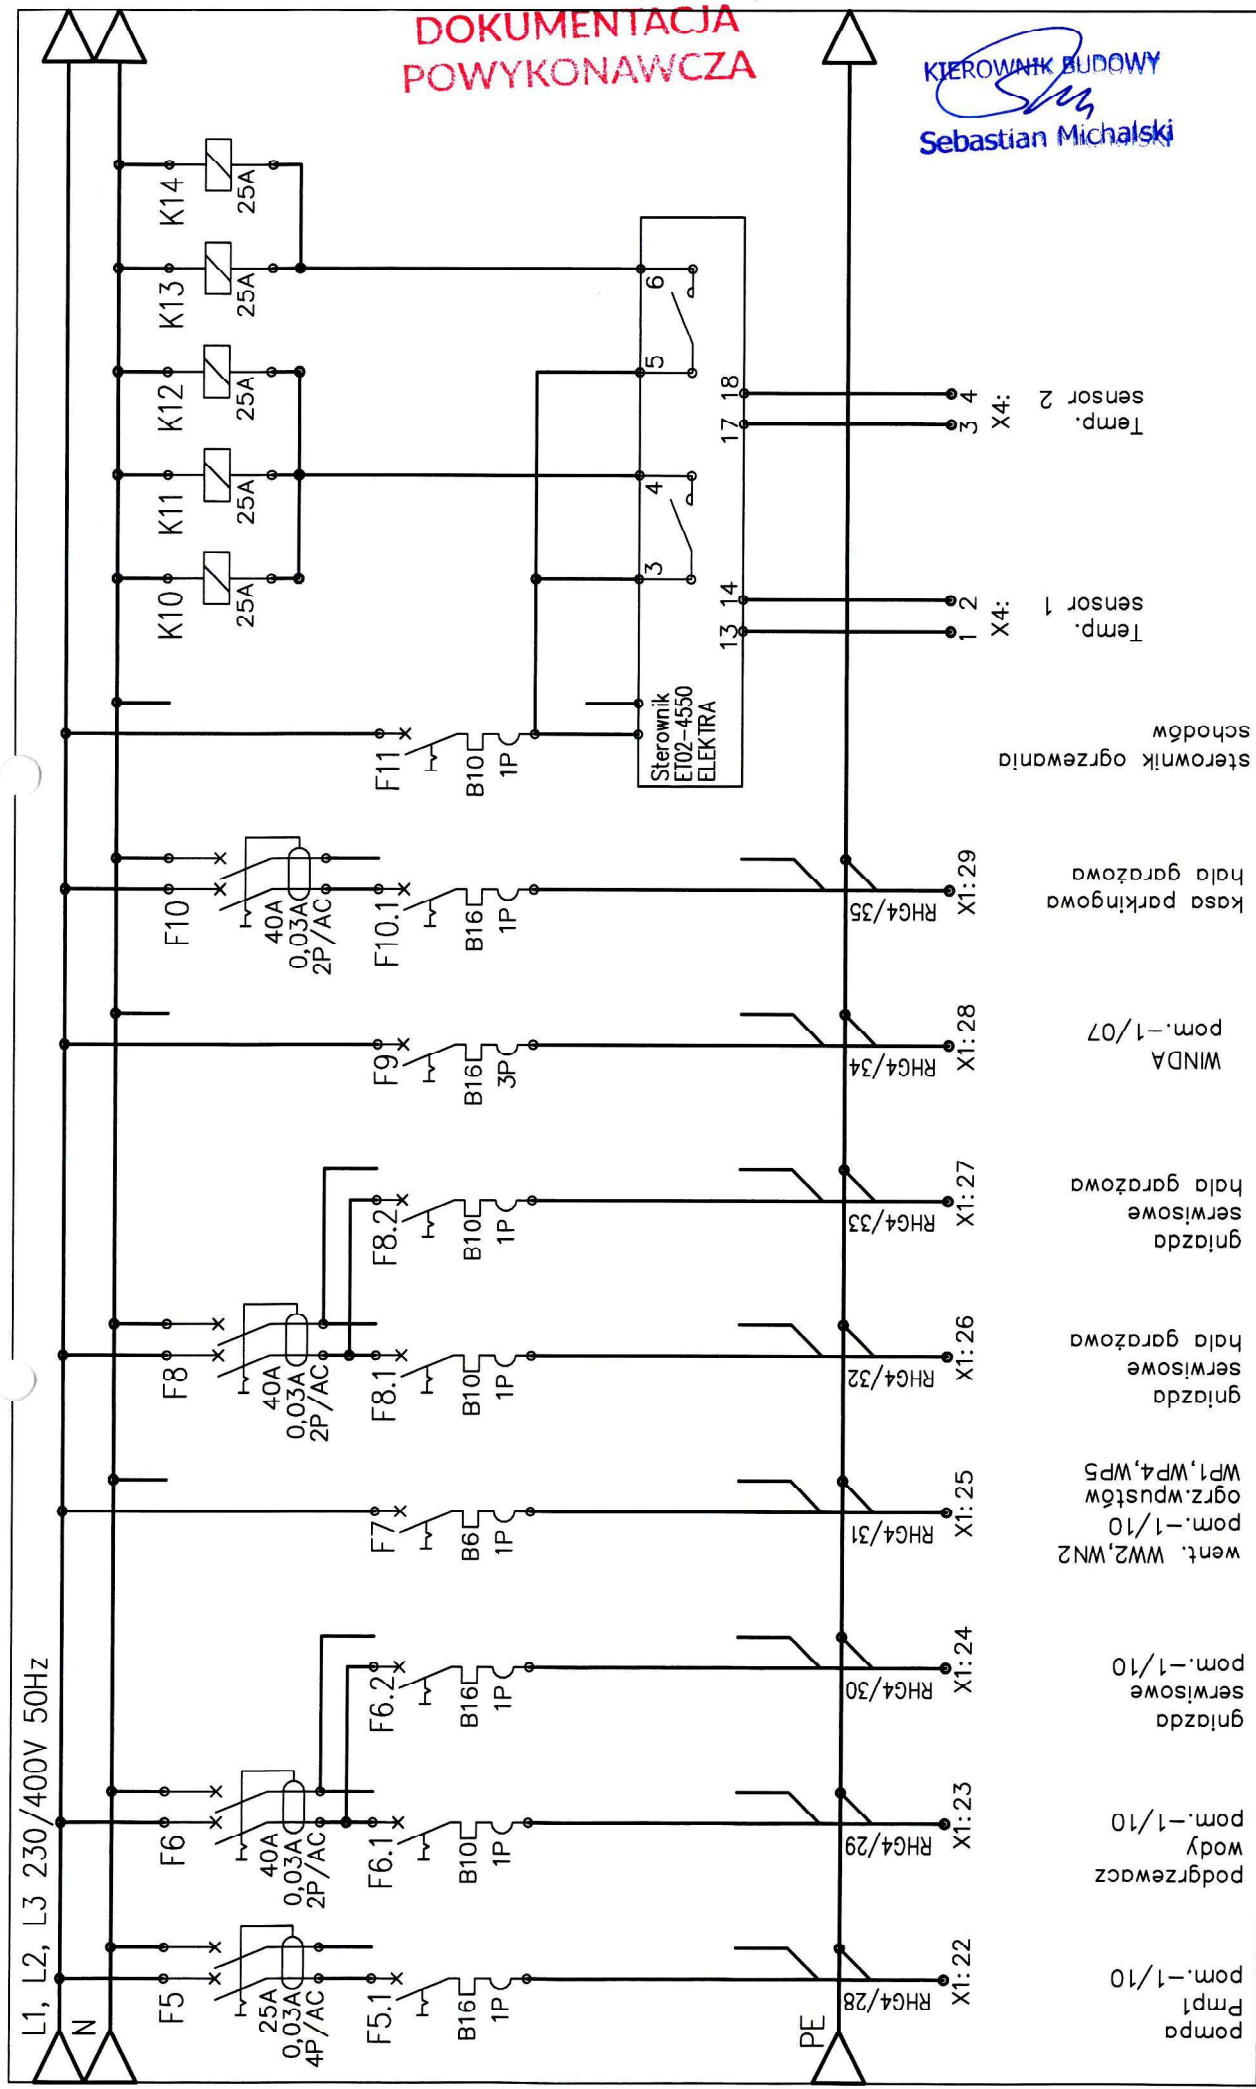 DOKUMENTACJA
POWYKONAWCZA
KIEROWNIK BUDOWY
Sebastian Michalski
L1, L2, L3 230/400V 50Hz
N
PE
F5
25A
0,03A
4P/AC
F5.1
B16
1P
RHG4/28
X1:22
pompa
Pmp1
pom.-1/10
F6
40A
0,03A
2P/AC
F6.1
B10
1P
RHG4/29
X1:23
podgrzewacz
wody
pom.-1/10
F6.2
B16
1P
RHG4/30
X1:24
gniazda
serwisowe
pom.-1/10
F7
B6
1P
RHG4/31
X1:25
went. WW2,WN2
pom.-1/10
ogrz.wpustów
WP1,WP4,WP5
F8
40A
0,03A
2P/AC
F8.1
B10
1P
RHG4/32
X1:26
gniazda
serwisowe
hala garażowa
F8.2
B10
1P
RHG4/33
X1:27
gniazda
serwisowe
hala garażowa
F9
B16
3P
RHG4/34
X1:28
WINDA
pom.-1/07
F10
40A
0,03A
2P/AC
F10.1
B16
1P
RHG4/35
X1:29
kasa parkingowa
hala garażowa
F11
B10
1P
sterownik ogrzewania
schodów
Sterownik
ET02-4550
ELEKTRA
K10
25A
K11
25A
K12
25A
K13
25A
K14
25A
3
4
5
6
13
14
17
18
1
2
X4:
Temp.
sensor 1
3
4
X4:
Temp.
sensor 2